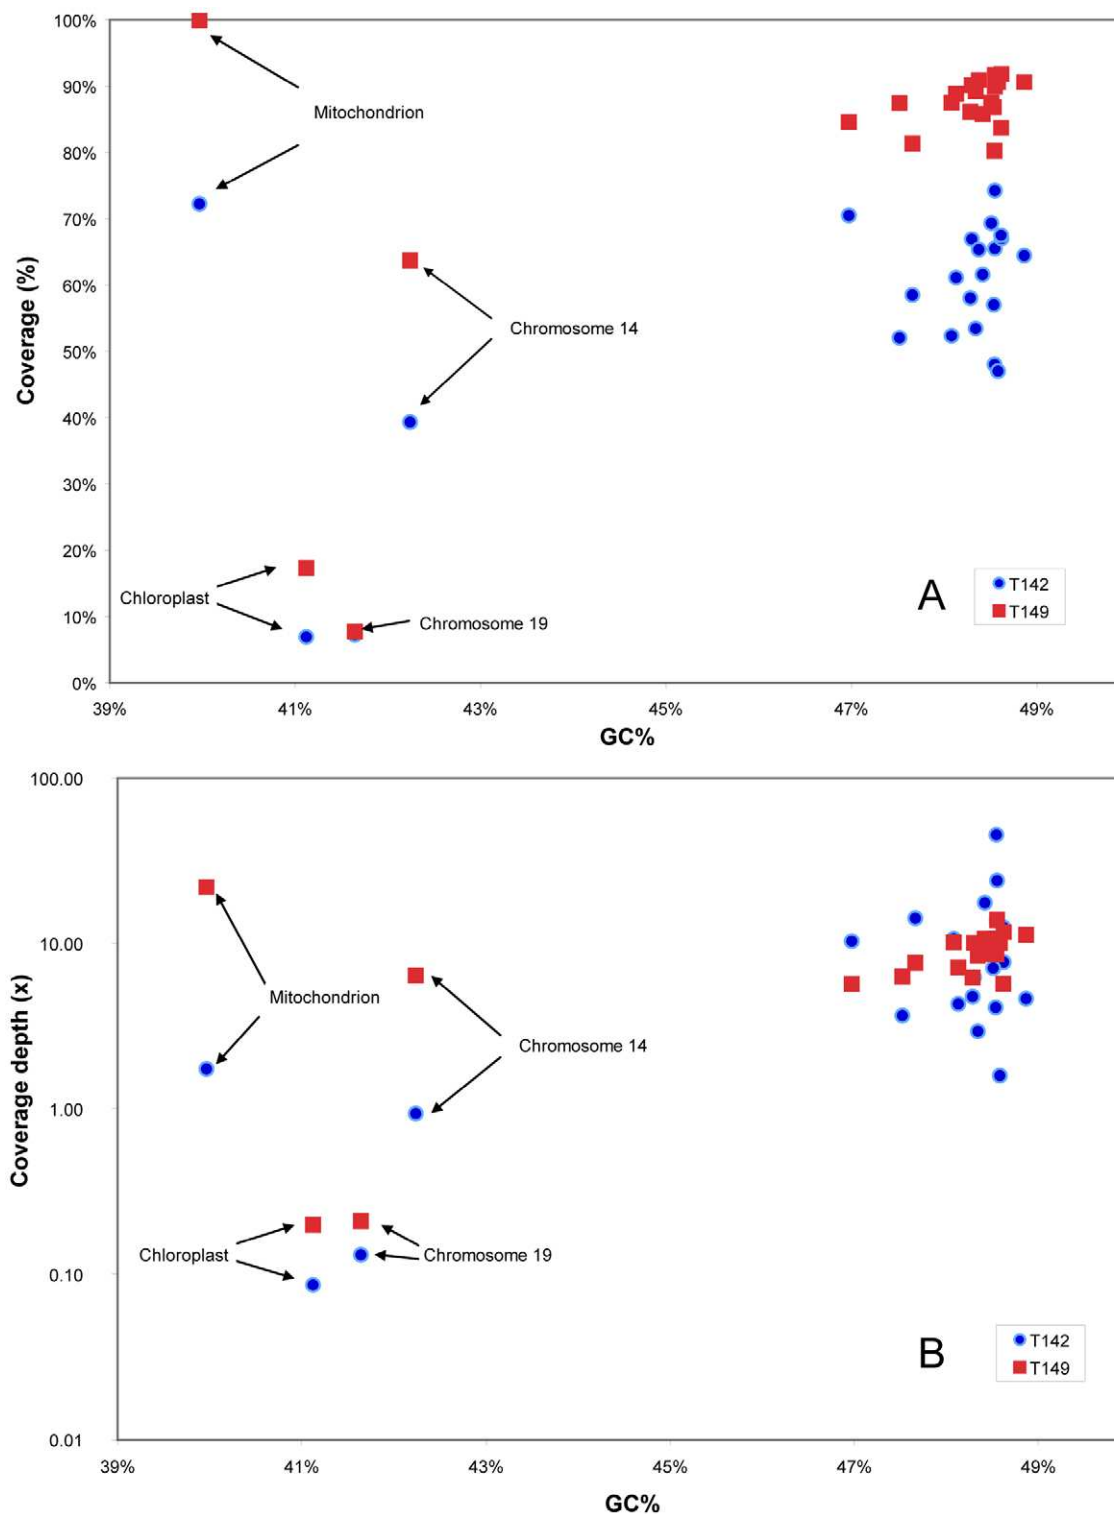 100%
90%
80%
70%
60%
50%
40%
30%
20%
10%
0%
Coverage (%)
Mitochondrion
Chromosome 14
Chloroplast
Chromosome 19
A
T142
T149
39%
41%
43%
45%
47%
49%
GC%
100.00
10.00
1.00
0.10
0.01
Coverage depth (x)
Mitochondrion
Chromosome 14
Chloroplast
Chromosome 19
B
T142
T149
39%
41%
43%
45%
47%
49%
GC%